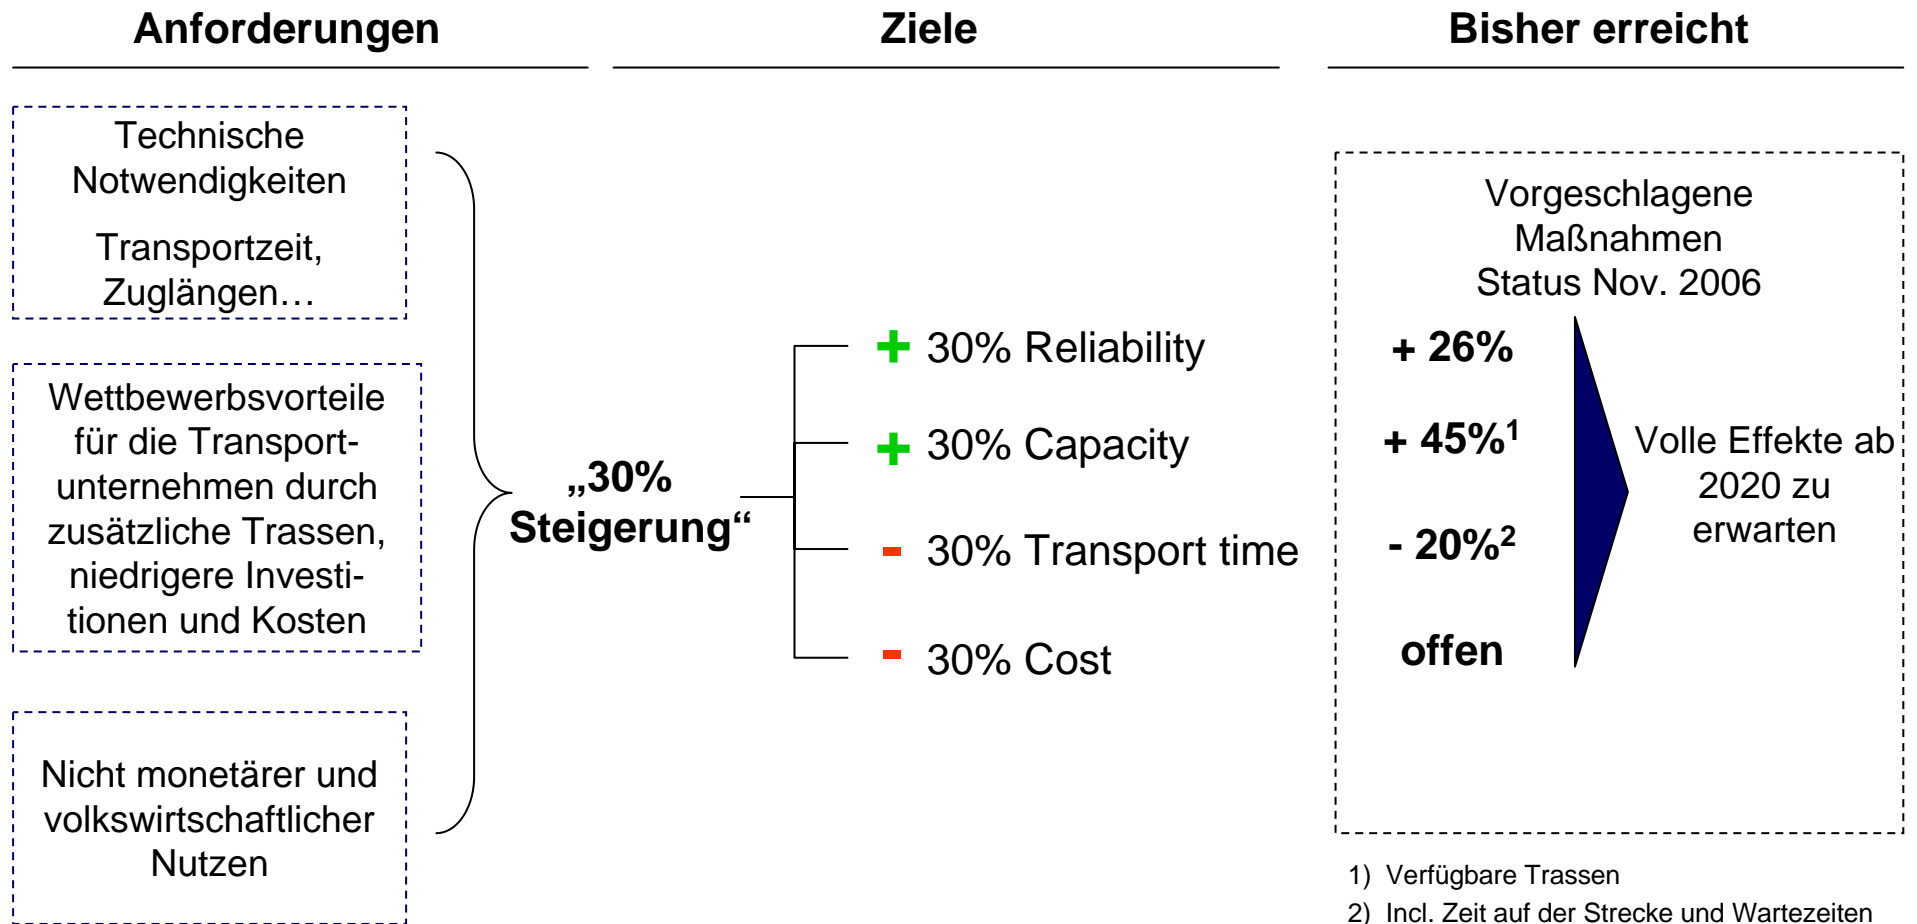 Anforderungen
Ziele
Bisher erreicht
Technische
Notwendigkeiten
Transportzeit,
Zuglängen…
Wettbewerbsvorteile
für die Transport-
unternehmen durch
zusätzliche Trassen,
niedrigere Investi-
tionen und Kosten
Nicht monetärer und
volkswirtschaftlicher
Nutzen
„30%
Steigerung“
+ 30% Reliability
+ 30% Capacity
- 30% Transport time
- 30% Cost
Vorgeschlagene
Maßnahmen
Status Nov. 2006
+ 26%
+ 45%¹
- 20%²
offen
Volle Effekte ab
2020 zu
erwarten
1) Verfügbare Trassen
2) Incl. Zeit auf der Strecke und Wartezeiten